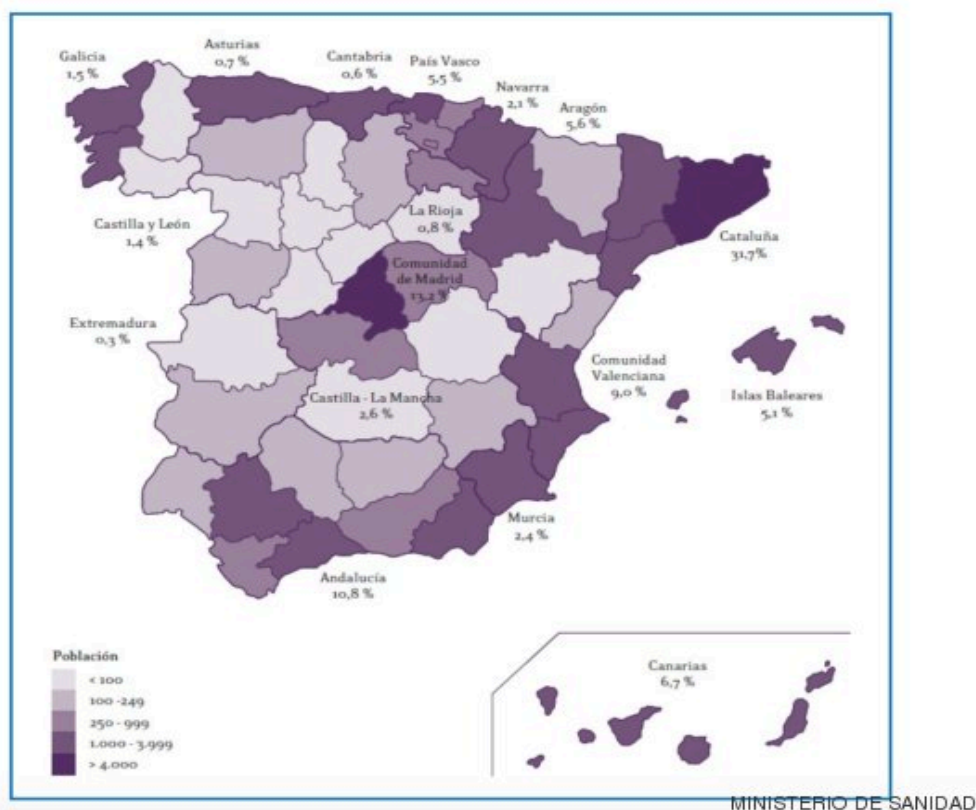 Galicia
1,5 %
Asturias
0,7 %
Cantabria
0,6 %
País Vasco
5,5 %
Navarra
2,1 %
Aragón
5,6 %
Castilla y León
1,4 %
La Rioja
0,8 %
Cataluña
31,7%
Comunidad
de Madrid
13,2 %
Extremadura
0,3 %
Comunidad
Valenciana
9,0 %
Islas Baleares
5,1 %
Castilla - La Mancha
2,6 %
Murcia
2,4 %
Andalucía
10,8 %
Canarias
6,7 %
Población
< 100
100 -249
250 - 999
1.000 - 3.999
> 4.000
MINISTERIO DE SANIDAD